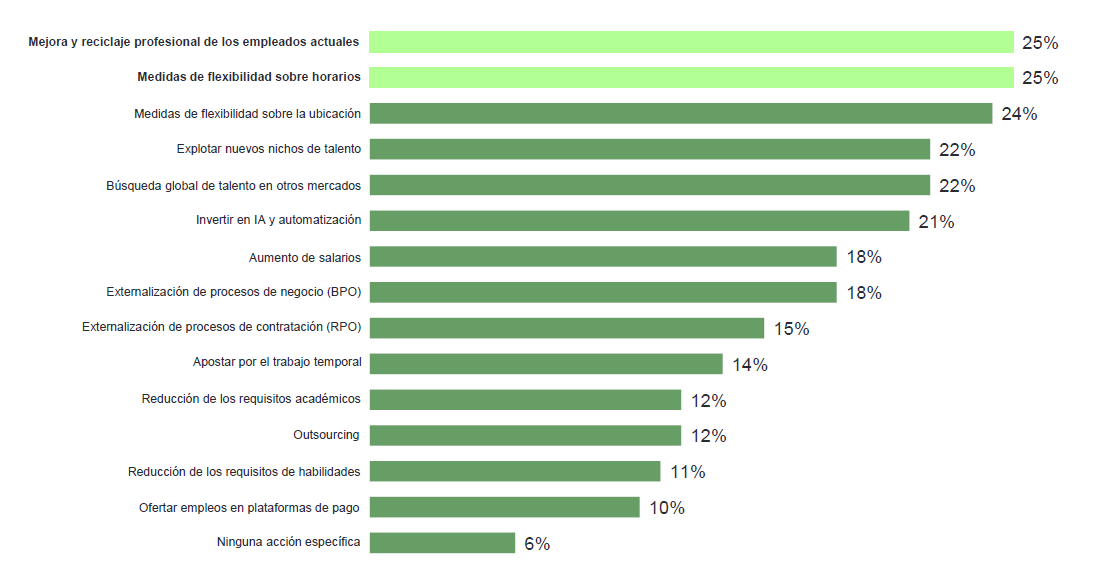 Mejora y reciclaje profesional de los empleados actuales 25%
Medidas de flexibilidad sobre horarios 25%
Medidas de flexibilidad sobre la ubicación 24%
Explotar nuevos nichos de talento 22%
Búsqueda global de talento en otros mercados 22%
Invertir en IA y automatización 21%
Aumento de salarios 18%
Externalización de procesos de negocio (BPO) 18%
Externalización de procesos de contratación (RPO) 15%
Apostar por el trabajo temporal 14%
Reducción de los requisitos académicos 12%
Outsourcing 12%
Reducción de los requisitos de habilidades 11%
Ofertar empleos en plataformas de pago 10%
Ninguna acción específica 6%